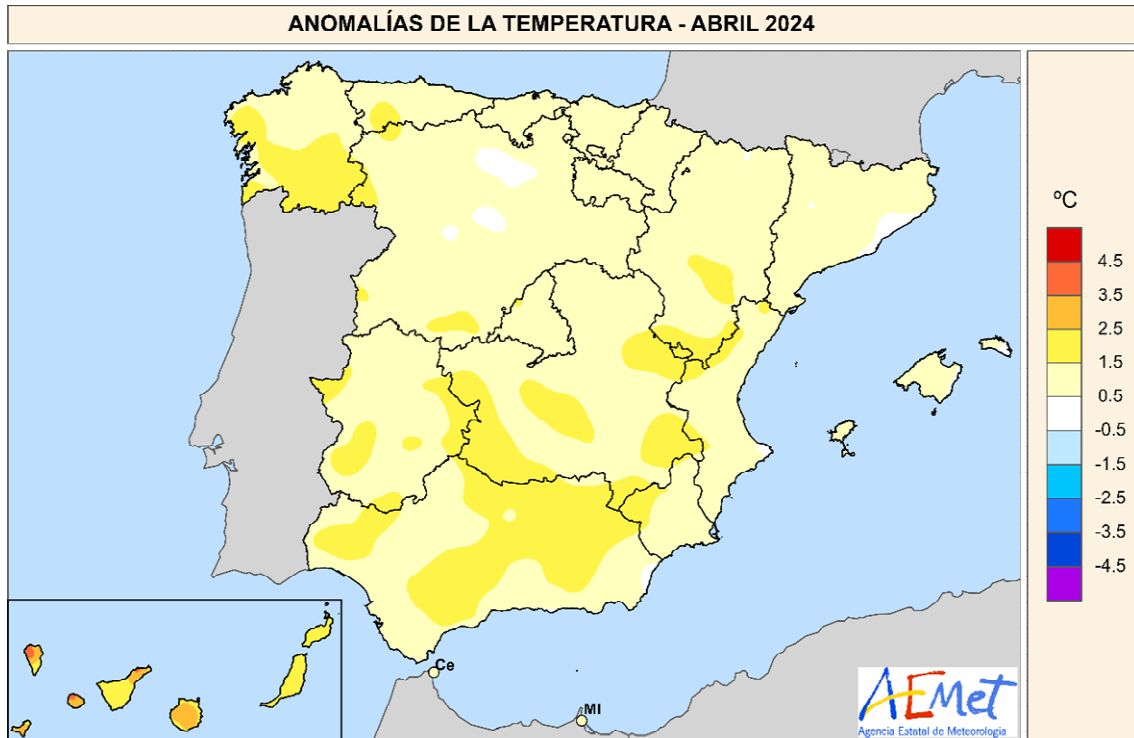 ANOMALÍAS DE LA TEMPERATURA - ABRIL 2024
ºC
4.5
3.5
2.5
1.5
0.5
-0.5
-1.5
-2.5
-3.5
-4.5
Ce
Ml
AEMet
Agencia Estatal de Meteorología